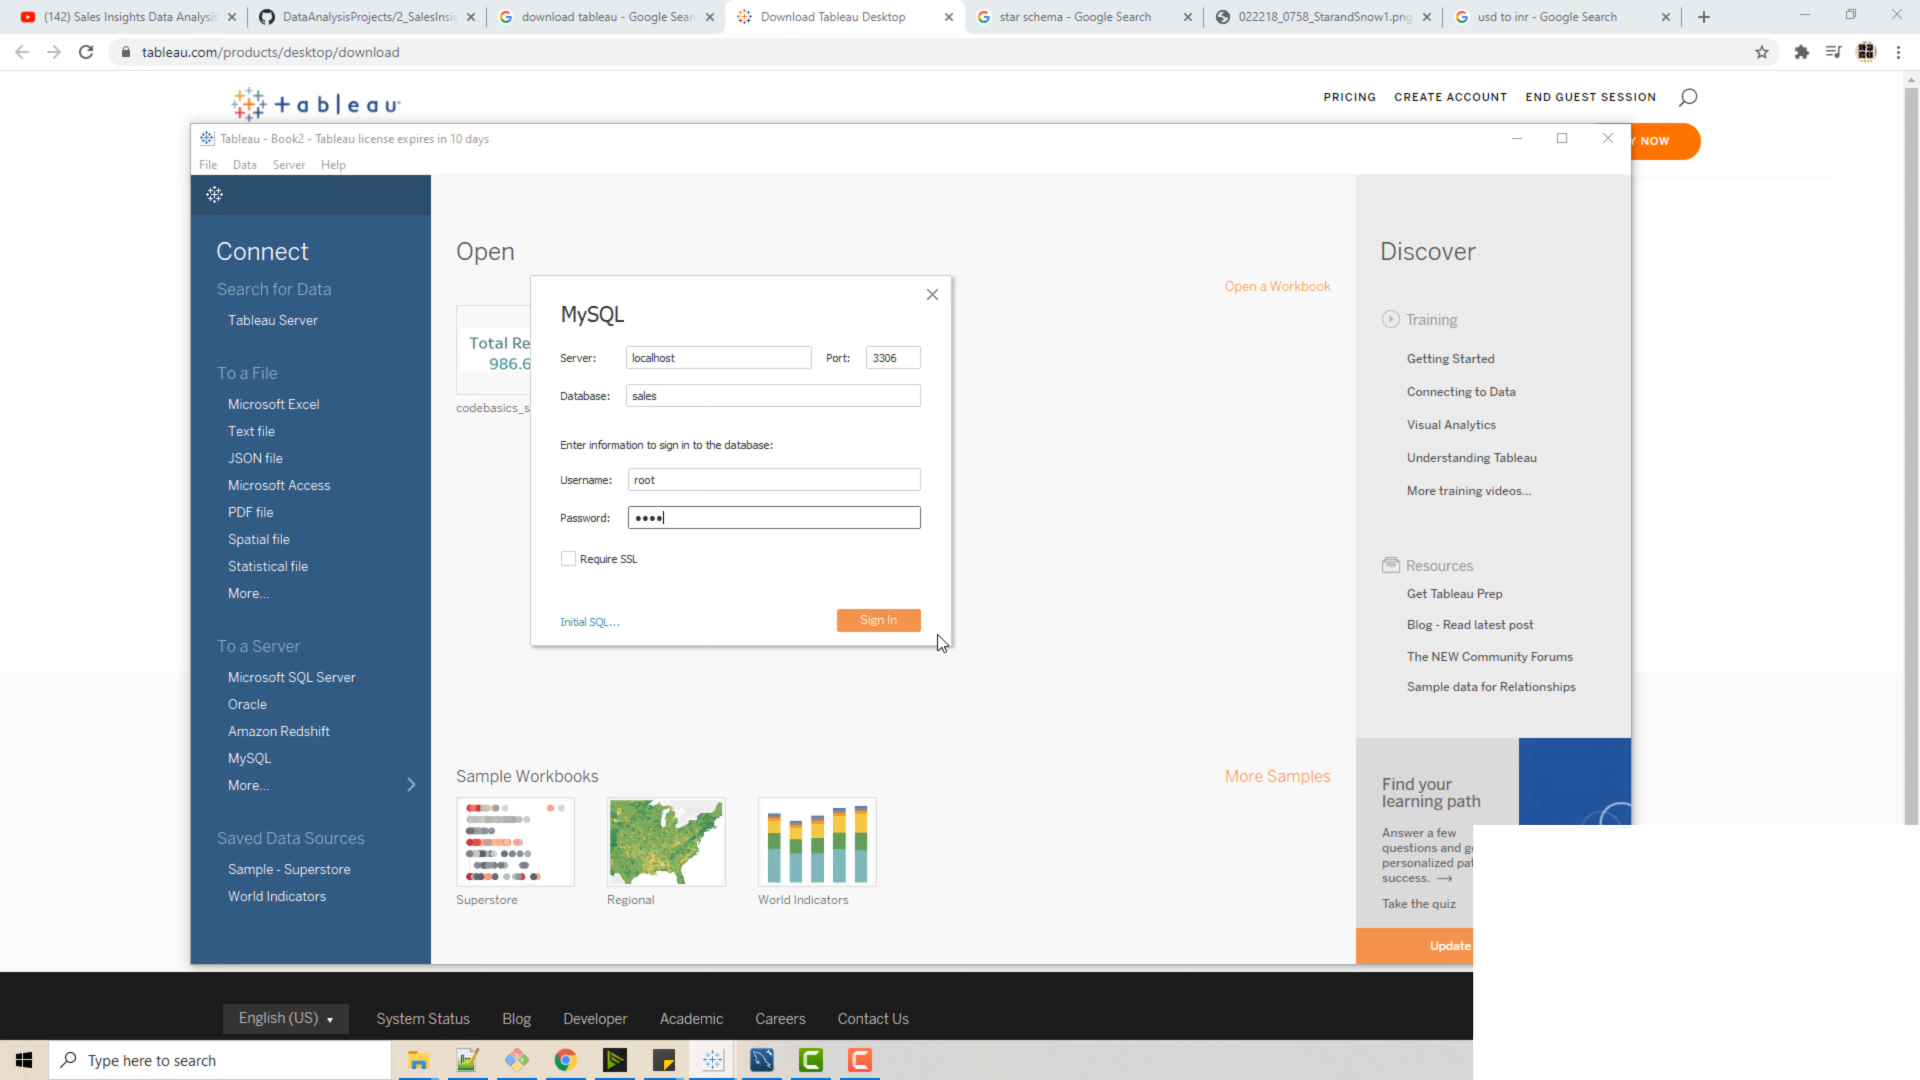 (142) Sales Insights Data Analysis
DataAnalysisProjects/2_SalesInsig
download tableau - Google Sear
Download Tableau Desktop
star schema - Google Search
022218_0758_StarandSnow1.png
usd to inr - Google Search
tableau.com/products/desktop/download
+ a b l e a u
PRICING
CREATE ACCOUNT
END GUEST SESSION
Y NOW
Tableau - Book2 - Tableau license expires in 10 days
File Data Server Help
Connect
Search for Data
Tableau Server
To a File
Microsoft Excel
Text file
JSON file
Microsoft Access
PDF file
Spatial file
Statistical file
More...
To a Server
Microsoft SQL Server
Oracle
Amazon Redshift
MySQL
More...
Saved Data Sources
Sample - Superstore
World Indicators
Open
Open a Workbook
Total Re
986.6
codebasics_s
MySQL
Server: localhost Port: 3306
Database: sales
Enter information to sign in to the database:
Username: root
Password: ••••
Require SSL
Initial SQL...
Sign In
Sample Workbooks
More Samples
Superstore
Regional
World Indicators
Discover
Training
Getting Started
Connecting to Data
Visual Analytics
Understanding Tableau
More training videos...
Resources
Get Tableau Prep
Blog - Read latest post
The NEW Community Forums
Sample data for Relationships
Find your
learning path
Answer a few
questions and ge
personalized pat
success. →
Take the quiz
Update
English (US)
System Status
Blog
Developer
Academic
Careers
Contact Us
Type here to search